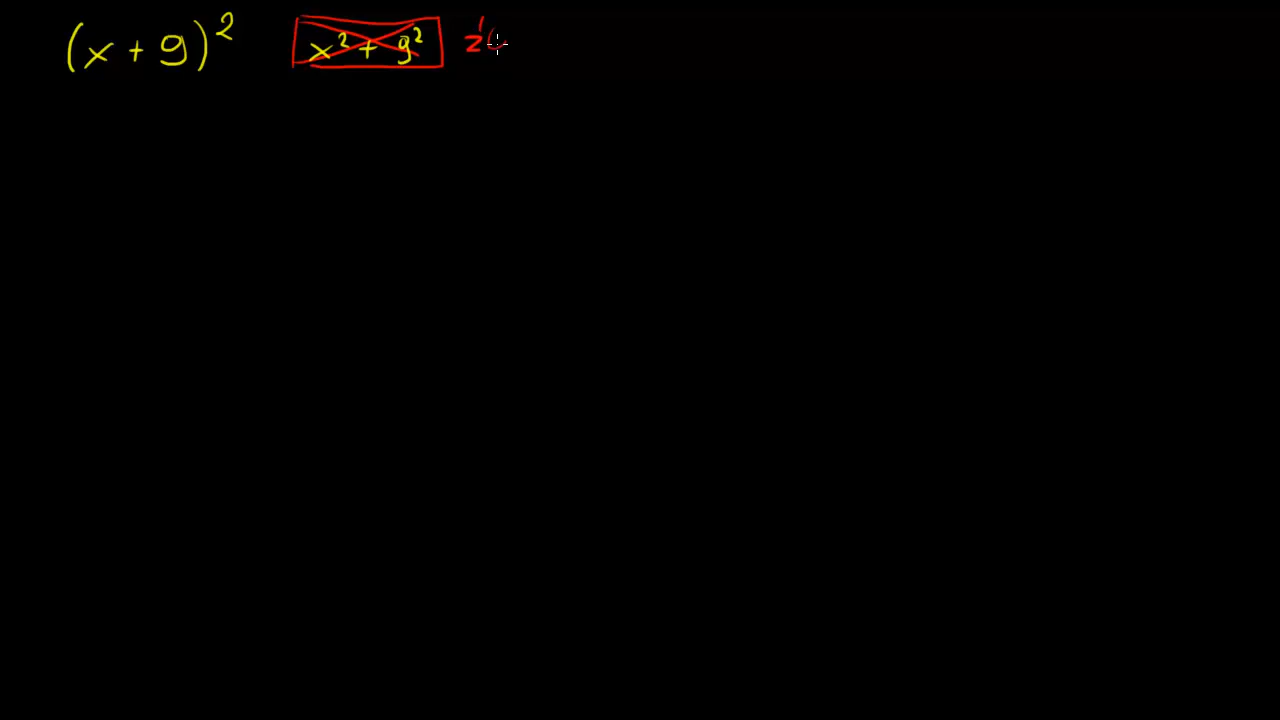 (x + 9)² x² + 9²